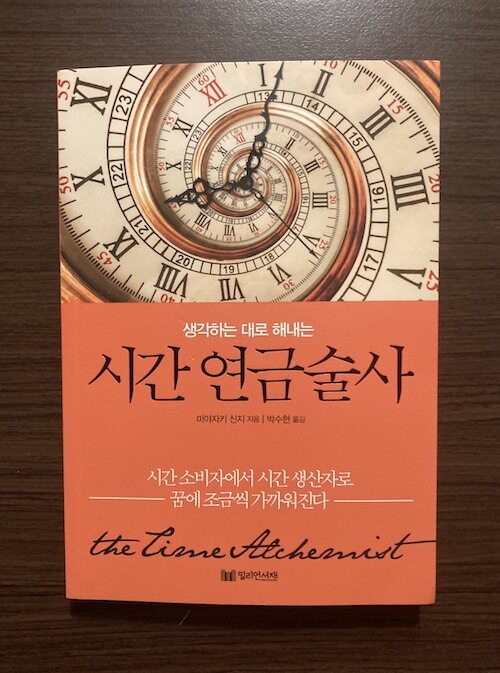 생각하는 대로 해내는
시간 연금술사
미야자키 신지 지음 | 박수현 옮김
시간 소비자에서 시간 생산자로
꿈에 조금씩 가까워진다
the Time Alchemist
밀리언서재